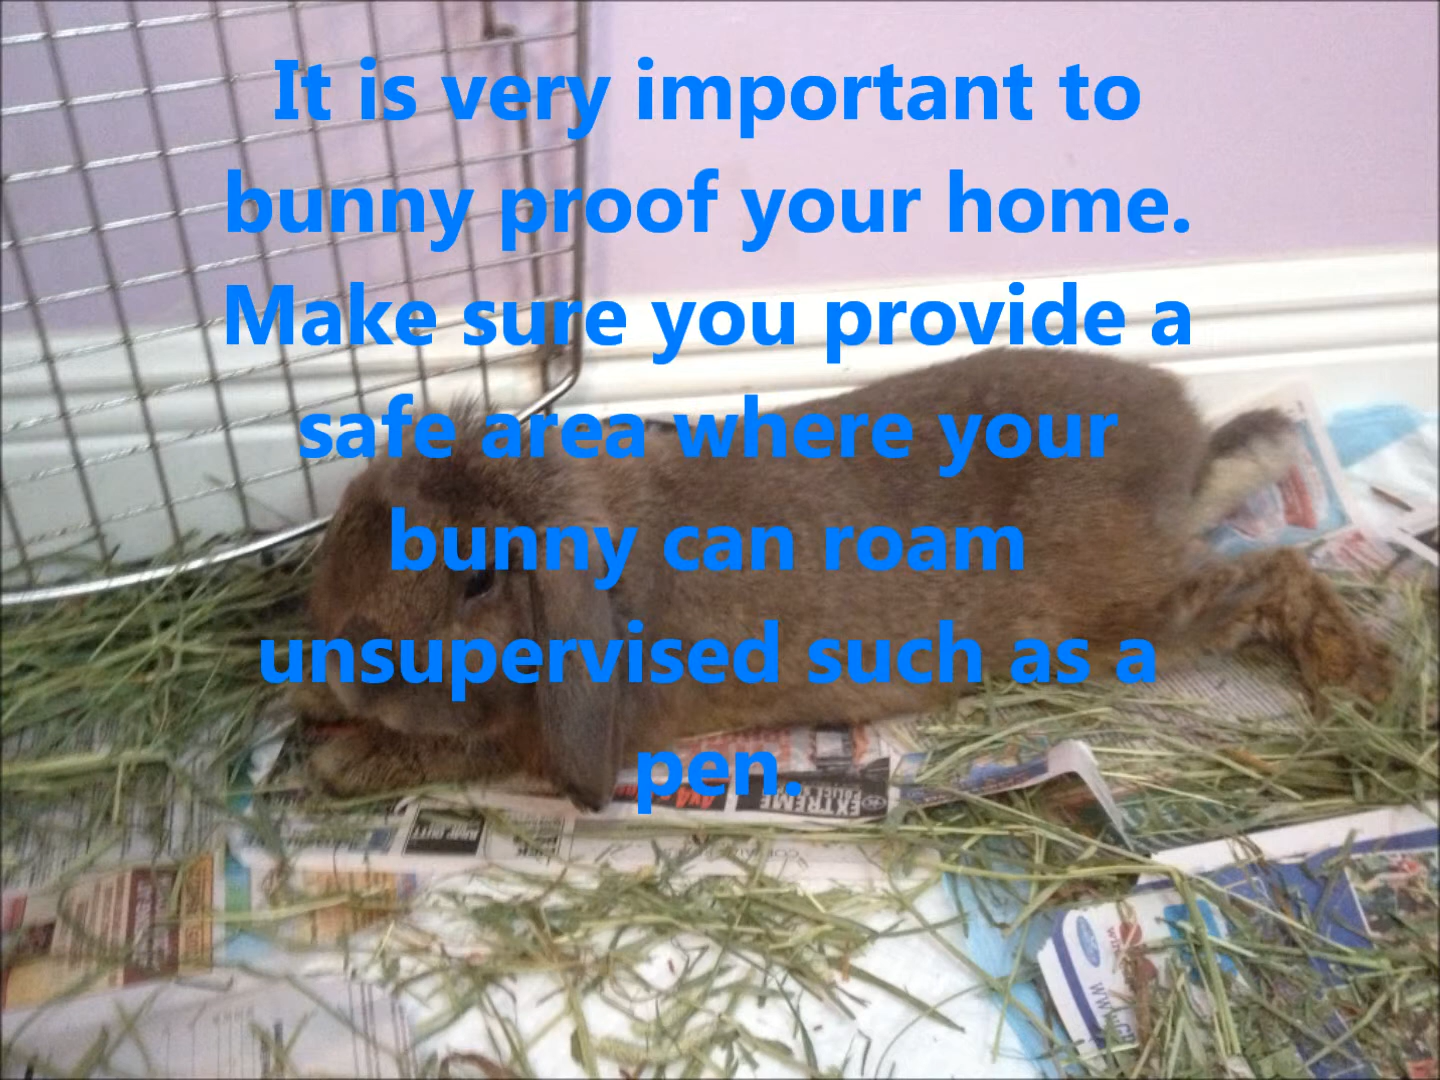 It is very important to
bunny proof your home.
Make sure you provide a
safe area where your
bunny can roam
unsupervised such as a
pen.
EXTREME